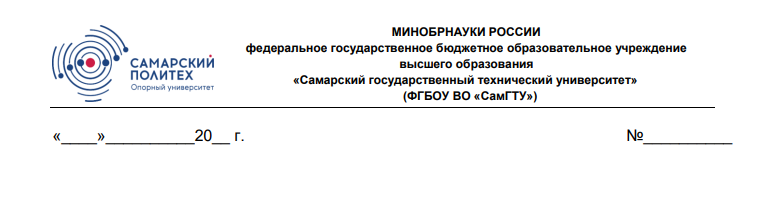 САМАРСКИЙ
ПОЛИТЕХ
Опорный университет
МИНОБРНАУКИ РОССИИ
федеральное государственное бюджетное образовательное учреждение
высшего образования
«Самарский государственный технический университет»
(ФГБОУ ВО «СамГТУ»)
«____»__________20__ г. №__________